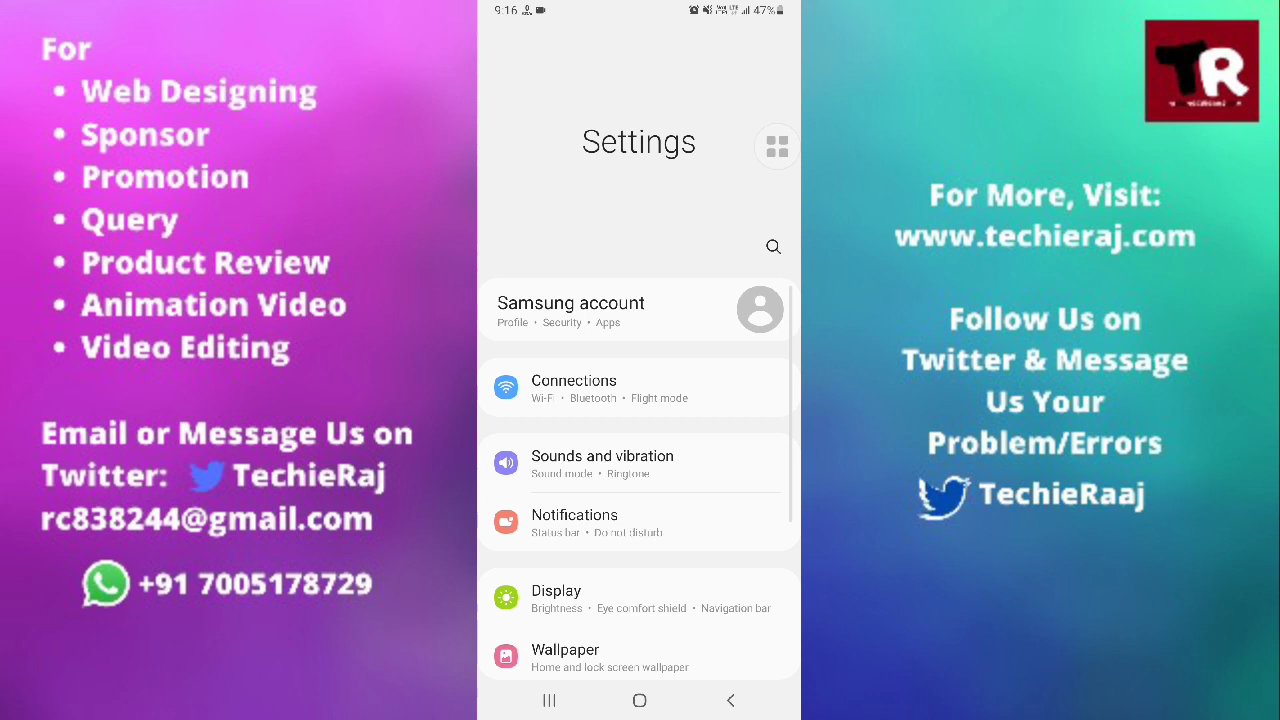 For
• Web Designing
• Sponsor
• Promotion
• Query
• Product Review
• Animation Video
• Video Editing
Email or Message Us on
Twitter: TechieRaj
rc838244@gmail.com
+91 7005178729
9:16
47%
Settings
Samsung account
Profile • Security • Apps
Connections
Wi-Fi • Bluetooth • Flight mode
Sounds and vibration
Sound mode • Ringtone
Notifications
Status bar • Do not disturb
Display
Brightness • Eye comfort shield • Navigation bar
Wallpaper
Home and lock screen wallpaper
TR
For More, Visit:
www.techieraj.com
Follow Us on
Twitter & Message
Us Your
Problem/Errors
TechieRaaj